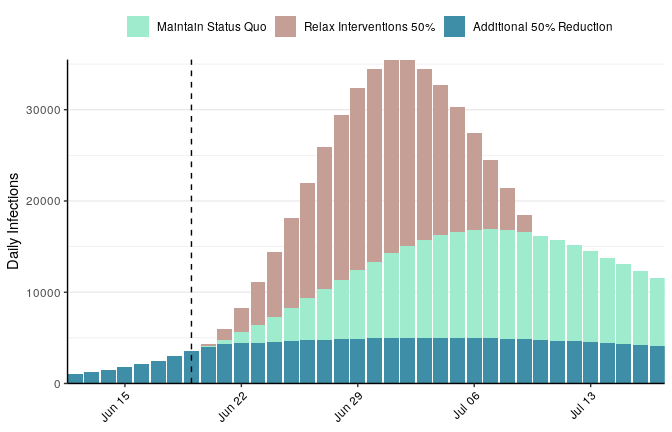 Maintain Status Quo Relax Interventions 50% Additional 50% Reduction
Daily Infections
30000
20000
10000
0
Jun 15 Jun 22 Jun 29 Jul 06 Jul 13